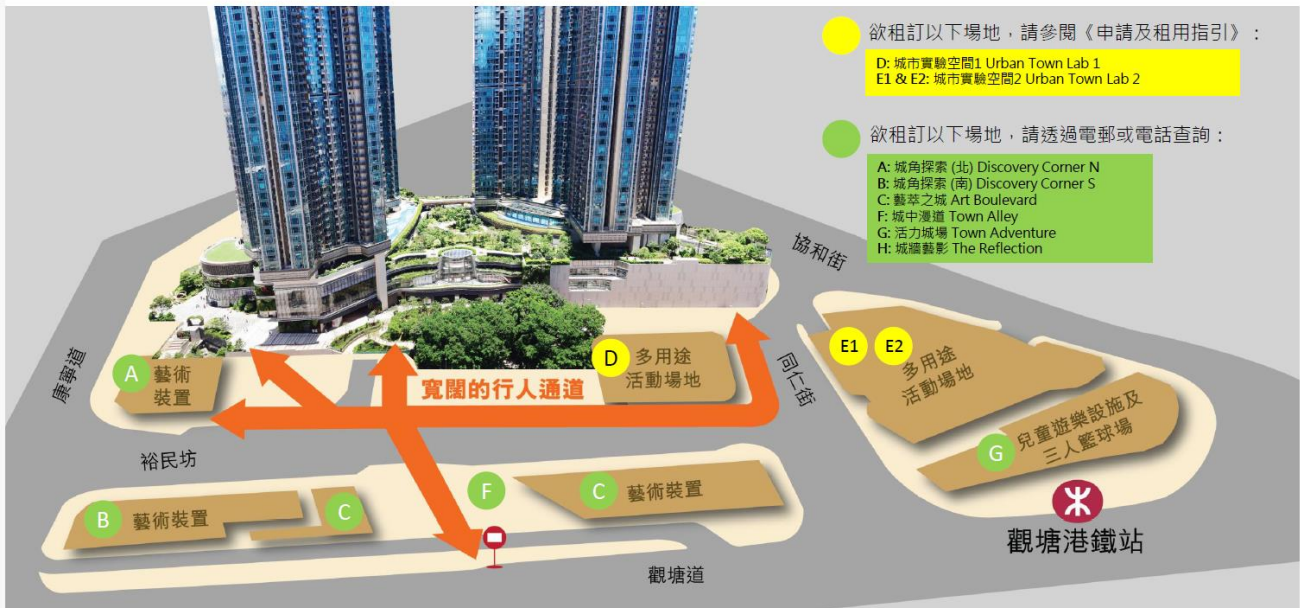 欲租訂以下場地，請參閱《申請及租用指引》：
D: 城市實驗空間1 Urban Town Lab 1
E1 & E2: 城市實驗空間2 Urban Town Lab 2
欲租訂以下場地，請透過電郵或電話查詢：
A: 城角探索 (北) Discovery Corner N
B: 城角探索 (南) Discovery Corner S
C: 藝萃之城 Art Boulevard
F: 城中漫道 Town Alley
G: 活力城場 Town Adventure
H: 城牆藝影 The Reflection
協和街
康寧道
A
藝術
裝置
寬闊的行人通道
D
多用途
活動場地
同仁街
E1
E2
多用途
活動場地
G
兒童遊樂設施及
三人籃球場
裕民坊
B
藝術裝置
C
F
C
藝術裝置
觀塘港鐵站
觀塘道